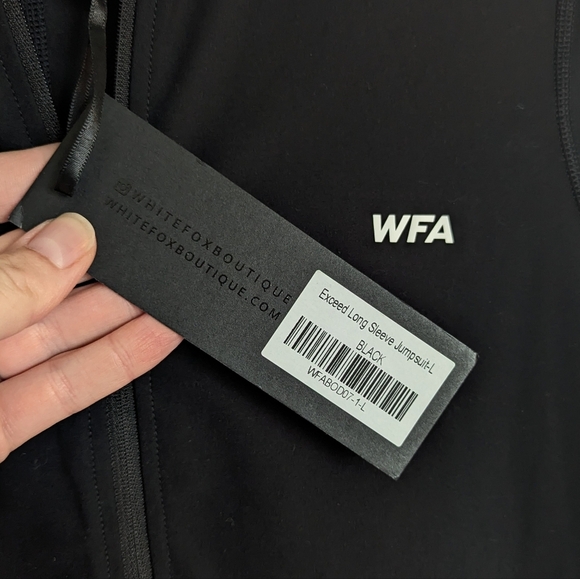 WHITEFOXBOUTIQUE
WHITEFOXBOUTIQUE.COM
WFA
Exceed Long Sleeve Jumpsuit-L
BLACK
WFABOD07-1-L